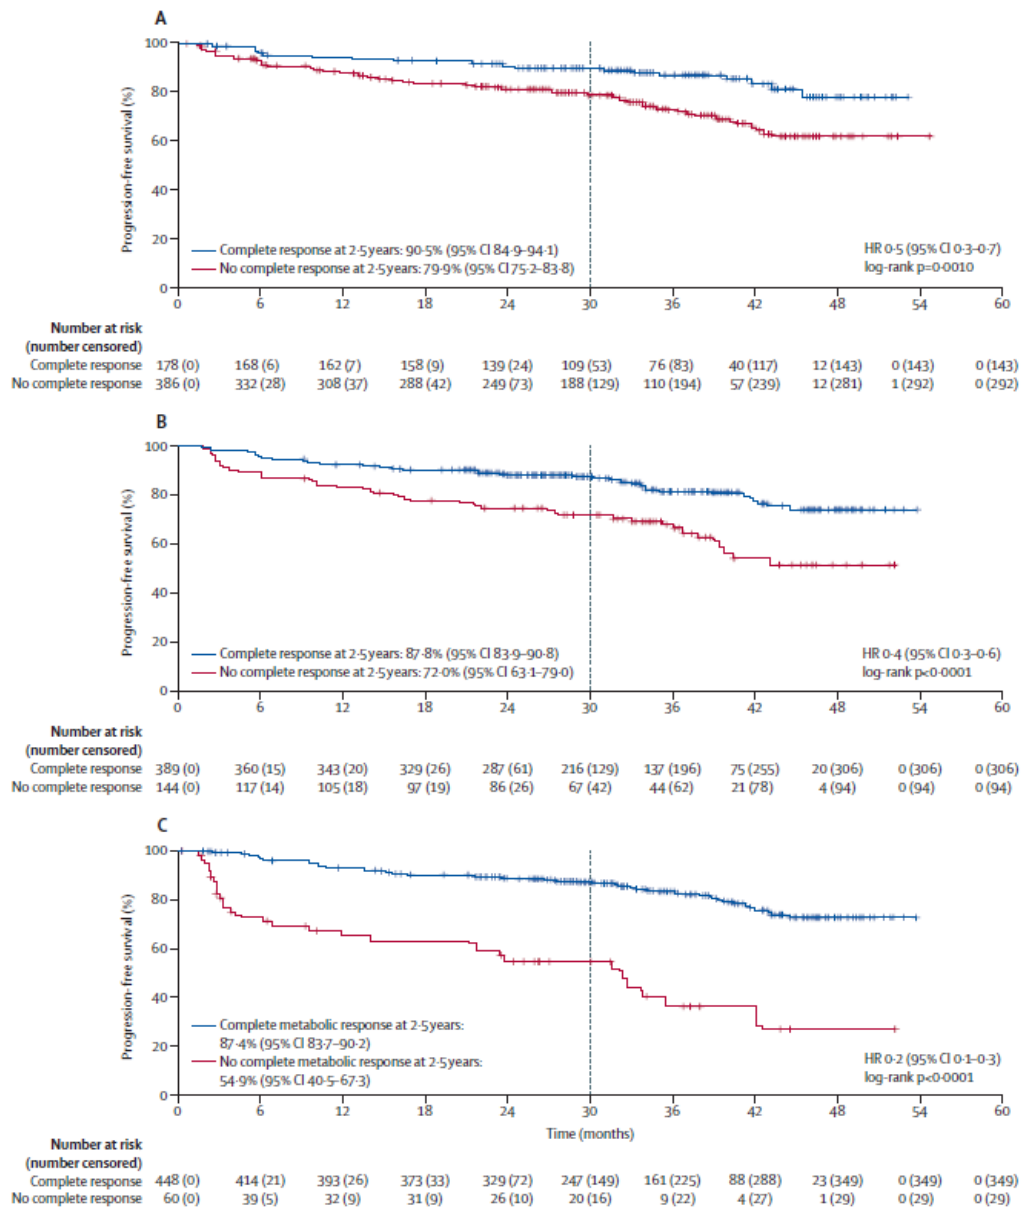 A
Progression-free survival (%)
100
80
60
40
20
0
Complete response at 2·5 years: 90·5% (95% CI 84·9–94·1)
No complete response at 2·5 years: 79·9% (95% CI 75·2–83·8)
HR 0·5 (95% CI 0·3–0·7)
log-rank p=0·0010
0 6 12 18 24 30 36 42 48 54 60
Number at risk
(number censored)
Complete response 178 (0) 168 (6) 162 (7) 158 (9) 139 (24) 109 (53) 76 (83) 40 (117) 12 (143) 0 (143) 0 (143)
No complete response 386 (0) 332 (28) 308 (37) 288 (42) 249 (73) 188 (129) 110 (194) 57 (239) 12 (281) 1 (292) 0 (292)
B
Progression-free survival (%)
100
80
60
40
20
0
Complete response at 2·5 years: 87·8% (95% CI 83·9–90·8)
No complete response at 2·5 years: 72·0% (95% CI 63·1–79·0)
HR 0·4 (95% CI 0·3–0·6)
log-rank p<0·0001
0 6 12 18 24 30 36 42 48 54 60
Number at risk
(number censored)
Complete response 389 (0) 360 (15) 343 (20) 329 (26) 287 (61) 216 (129) 137 (196) 75 (255) 20 (306) 0 (306) 0 (306)
No complete response 144 (0) 117 (14) 105 (18) 97 (19) 86 (26) 67 (42) 44 (62) 21 (78) 4 (94) 0 (94) 0 (94)
C
Progression-free survival (%)
100
80
60
40
20
0
Complete metabolic response at 2·5 years:
87·4% (95% CI 83·7–90·2)
No complete metabolic response at 2·5 years:
54·9% (95% CI 40·5–67·3)
HR 0·2 (95% CI 0·1–0·3)
log-rank p<0·0001
0 6 12 18 24 30 36 42 48 54 60
Time (months)
Number at risk
(number censored)
Complete response 448 (0) 414 (21) 393 (26) 373 (33) 329 (72) 247 (149) 161 (225) 88 (288) 23 (349) 0 (349) 0 (349)
No complete response 60 (0) 39 (5) 32 (9) 31 (9) 26 (10) 20 (16) 9 (22) 4 (27) 1 (29) 0 (29) 0 (29)